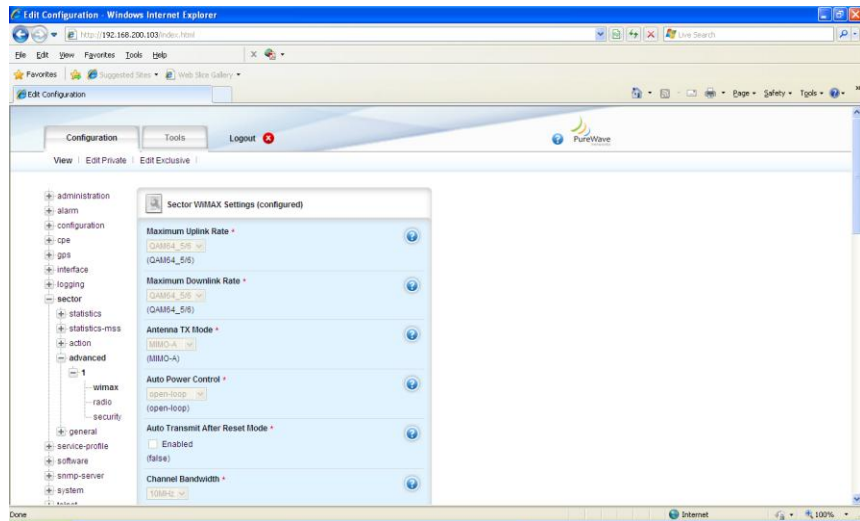 Edit Configuration - Windows Internet Explorer
http://192.168.200.103/index.html
Live Search
File Edit View Favorites Tools Help
Favorites Suggested Sites Web Slice Gallery
Edit Configuration
Page Safety Tools
Configuration Tools Logout
PureWave
View Edit Private Edit Exclusive
administration
alarm
configuration
cpe
gps
interface
logging
sector
statistics
statistics-mss
action
advanced
1
wimax
radio
security
general
service-profile
software
snmp-server
system
Sector WiMAX Settings (configured)
Maximum Uplink Rate *
QAM64_5/6
(QAM64_5/6)
Maximum Downlink Rate *
QAM64_5/6
(QAM64_5/6)
Antenna TX Mode *
MIMO-A
(MIMO-A)
Auto Power Control *
open-loop
(open-loop)
Auto Transmit After Reset Mode *
Enabled
(false)
Channel Bandwidth *
10MHz
Done
Internet
100%